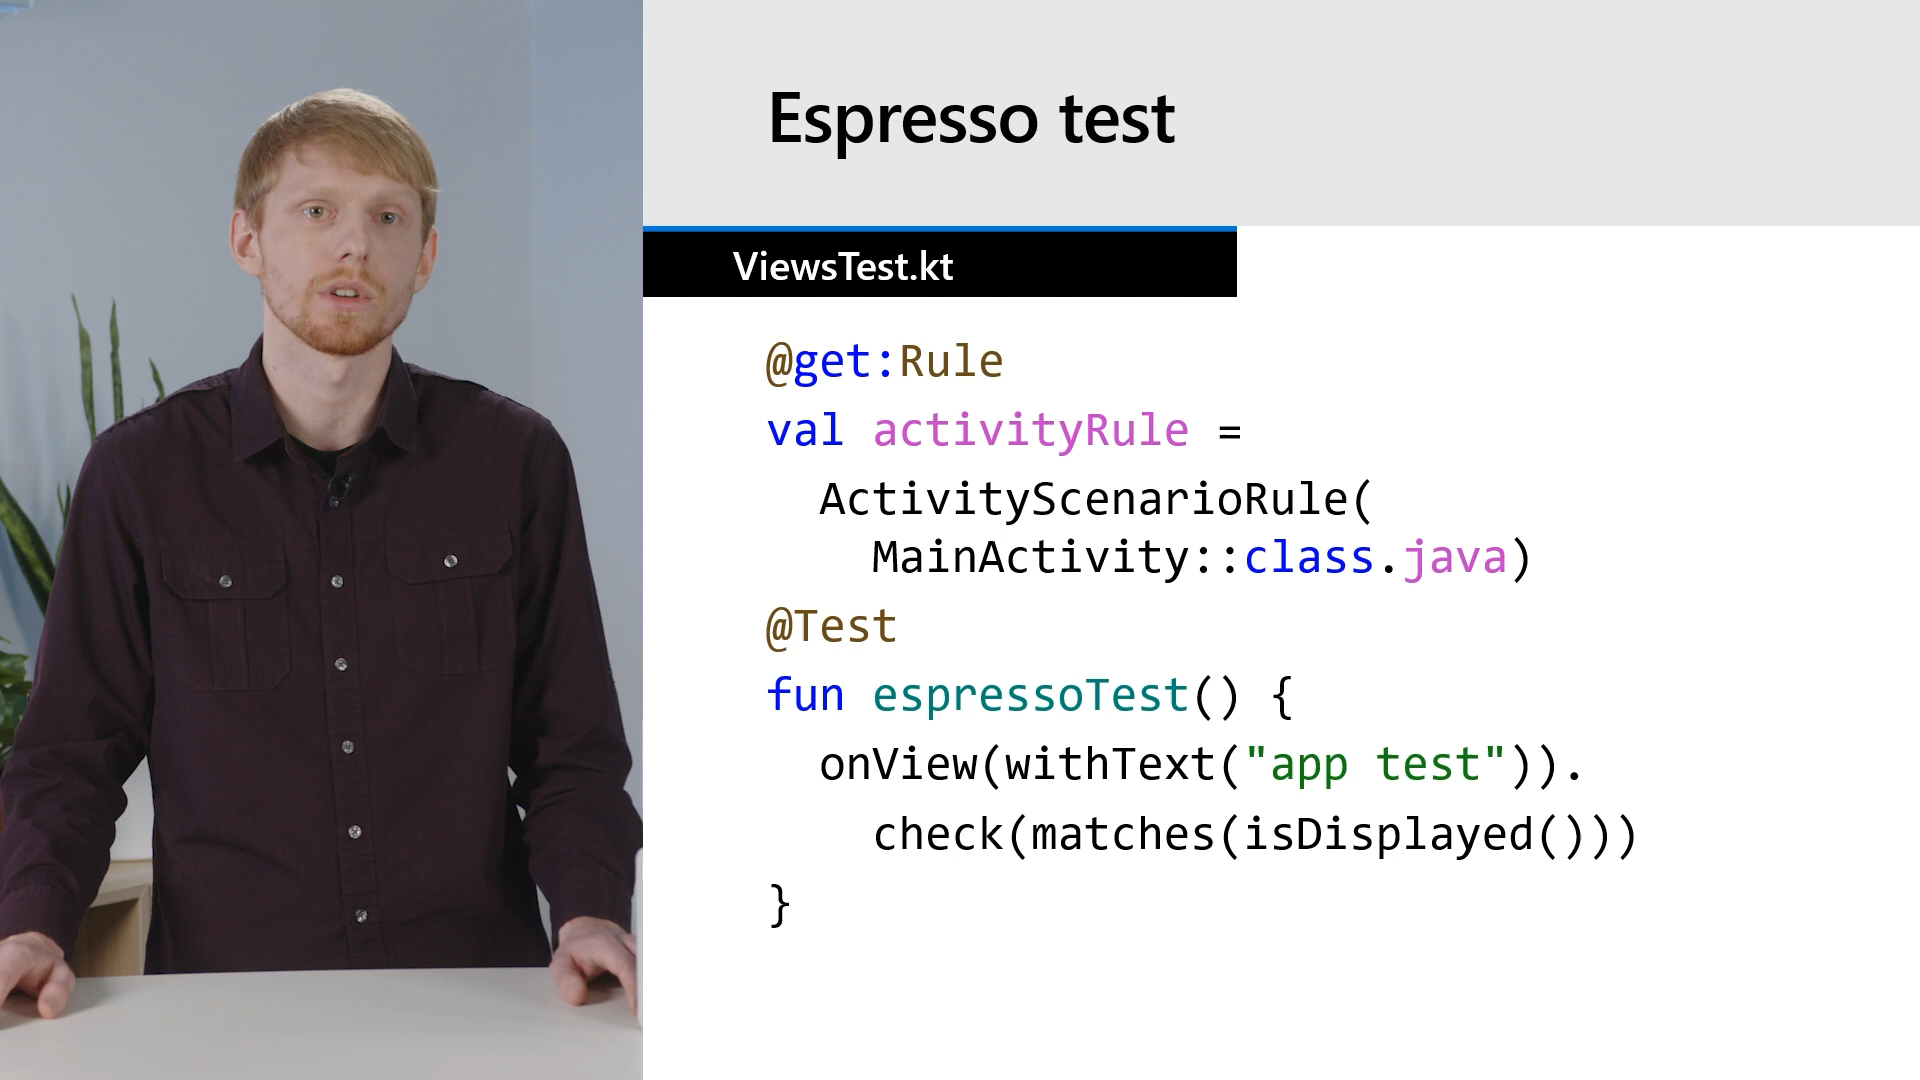 Espresso test
ViewsTest.kt
@get:Rule
val activityRule =
ActivityScenarioRule(
MainActivity::class.java)
@Test
fun espressoTest() {
onView(withText("app test")).
check(matches(isDisplayed()))
}